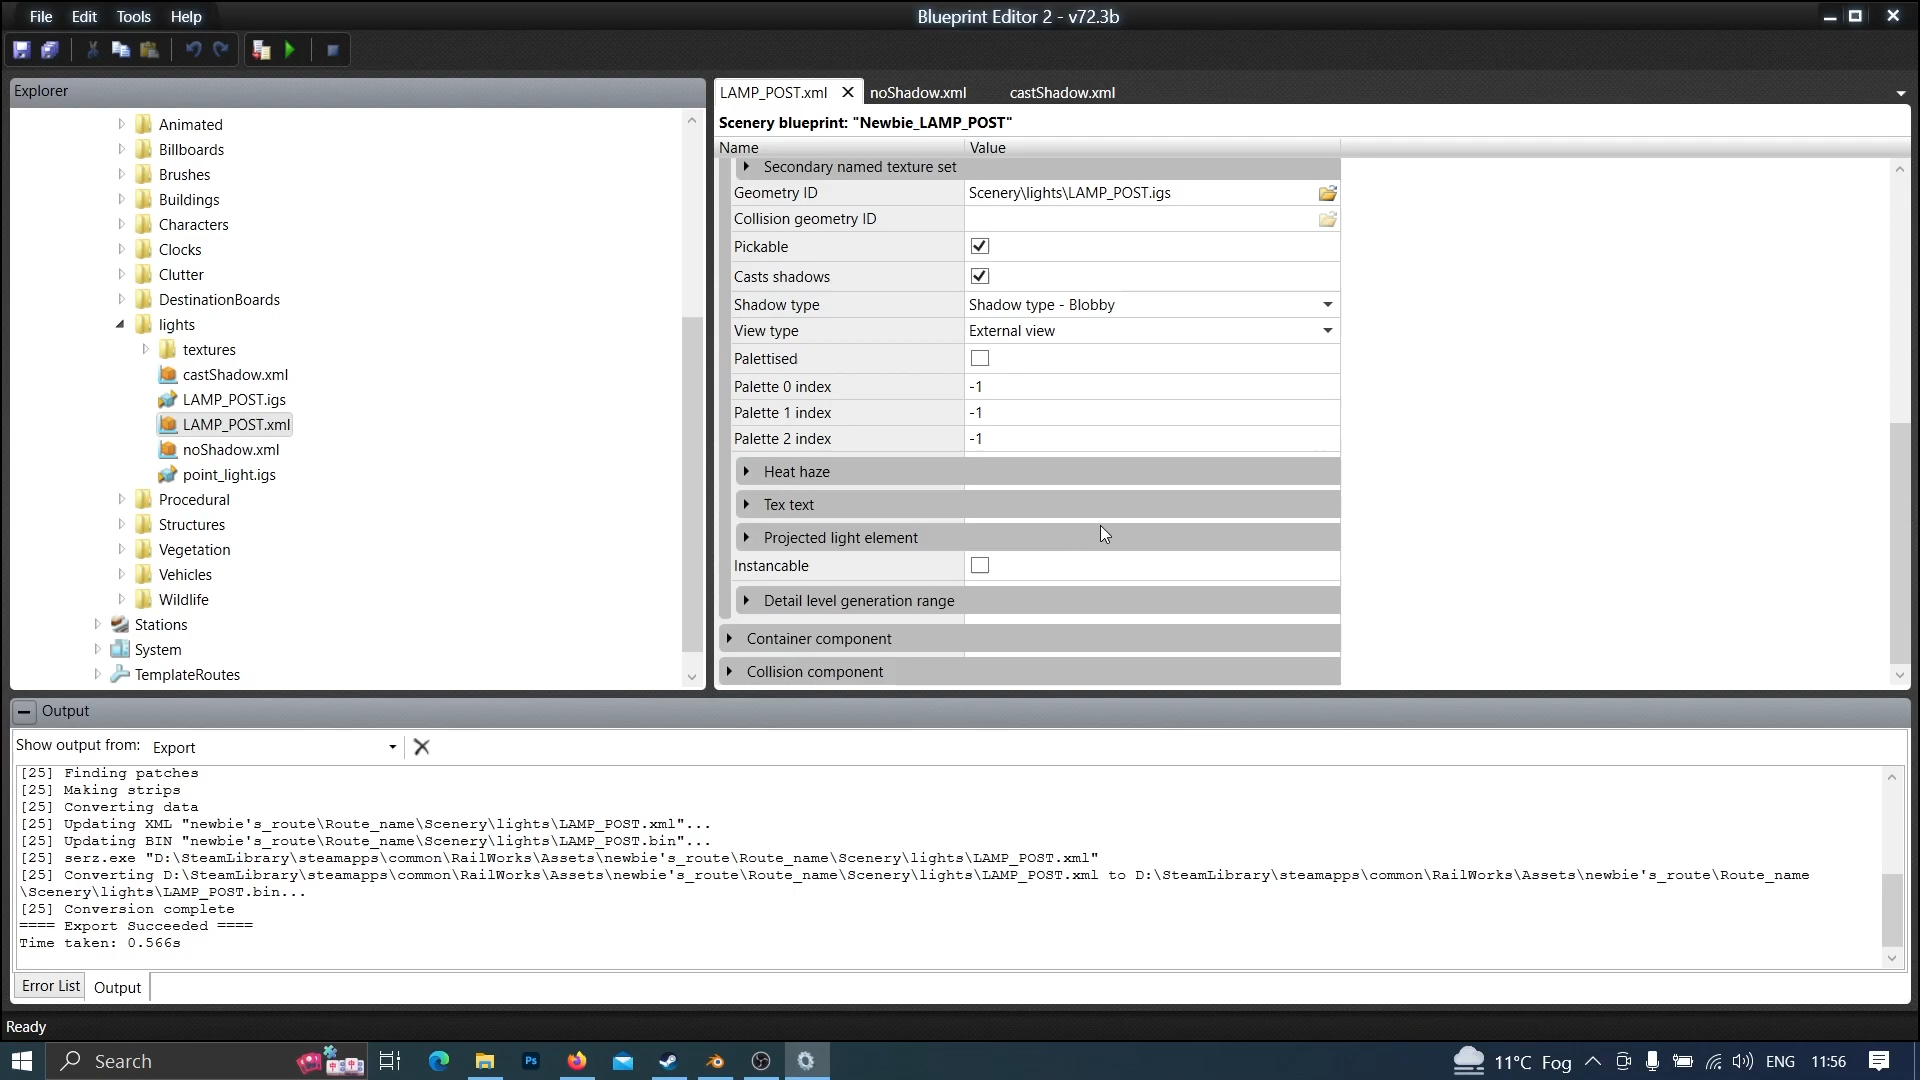 File Edit Tools Help
Blueprint Editor 2 - v72.3b
Explorer
Animated
Billboards
Brushes
Buildings
Characters
Clocks
Clutter
DestinationBoards
lights
textures
castShadow.xml
LAMP_POST.igs
LAMP_POST.xml
noShadow.xml
point_light.igs
Procedural
Structures
Vegetation
Vehicles
Wildlife
Stations
System
TemplateRoutes
LAMP_POST.xml noShadow.xml castShadow.xml
Scenery blueprint: "Newbie_LAMP_POST"
Name Value
Secondary named texture set
Geometry ID Scenery\lights\LAMP_POST.igs
Collision geometry ID
Pickable
Casts shadows
Shadow type Shadow type - Blobby
View type External view
Palettised
Palette 0 index -1
Palette 1 index -1
Palette 2 index -1
Heat haze
Tex text
Projected light element
Instancable
Detail level generation range
Container component
Collision component
Output
Show output from: Export
[25] Finding patches
[25] Making strips
[25] Converting data
[25] Updating XML "newbie's_route\Route_name\Scenery\lights\LAMP_POST.xml"...
[25] Updating BIN "newbie's_route\Route_name\Scenery\lights\LAMP_POST.bin"...
[25] serz.exe "D:\SteamLibrary\steamapps\common\RailWorks\Assets\newbie's_route\Route_name\Scenery\lights\LAMP_POST.xml"
[25] Converting D:\SteamLibrary\steamapps\common\RailWorks\Assets\newbie's_route\Route_name\Scenery\lights\LAMP_POST.xml to D:\SteamLibrary\steamapps\common\RailWorks\Assets\newbie's_route\Route_name
\Scenery\lights\LAMP_POST.bin...
[25] Conversion complete
==== Export Succeeded ====
Time taken: 0.566s
Error List Output
Ready
Search
Ps
11°C Fog
ENG 11:56